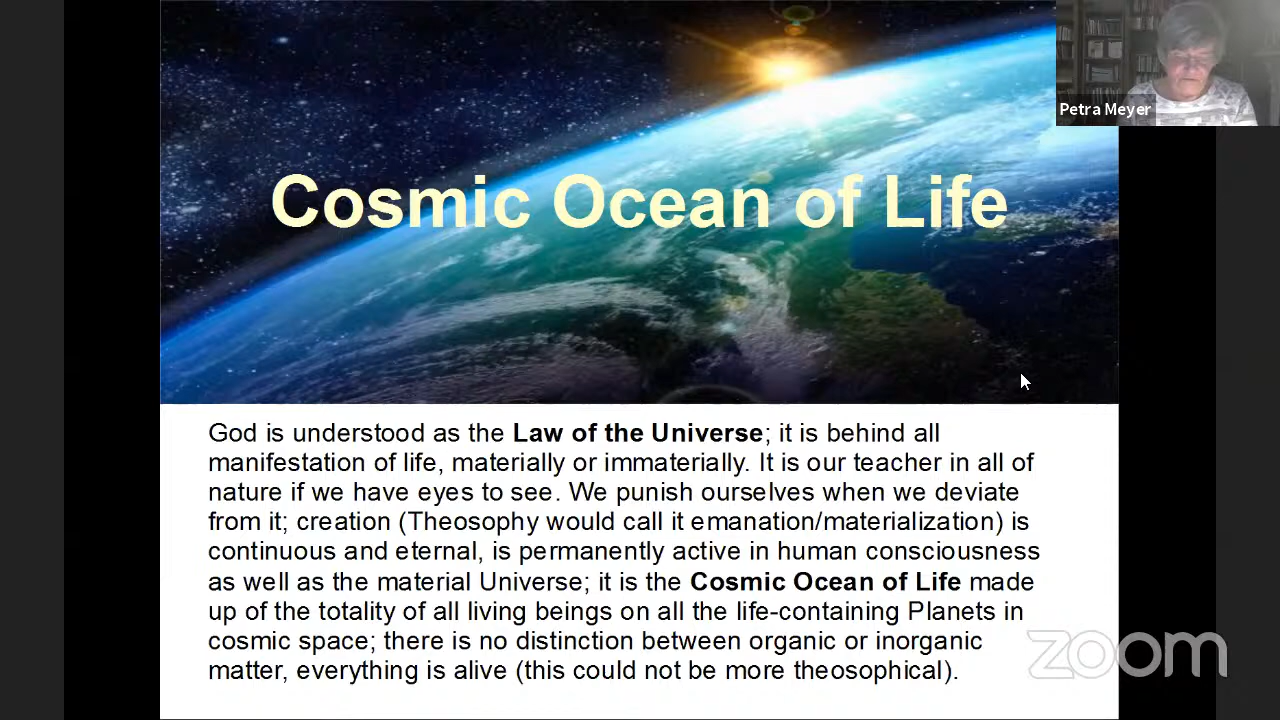 Petra Meyer
Cosmic Ocean of Life
God is understood as the Law of the Universe; it is behind all
manifestation of life, materially or immaterially. It is our teacher in all of
nature if we have eyes to see. We punish ourselves when we deviate
from it; creation (Theosophy would call it emanation/materialization) is
continuous and eternal, is permanently active in human consciousness
as well as the material Universe; it is the Cosmic Ocean of Life made
up of the totality of all living beings on all the life-containing Planets in
cosmic space; there is no distinction between organic or inorganic
matter, everything is alive (this could not be more theosophical).
zoom